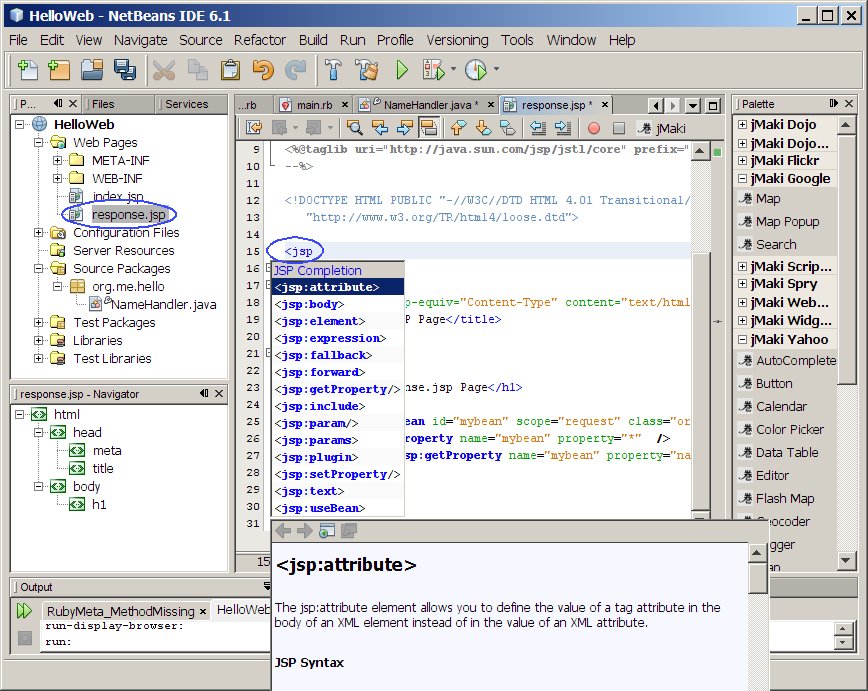 HelloWeb - NetBeans IDE 6.1
File Edit View Navigate Source Refactor Build Run Profile Versioning Tools Window Help
P... Files Services
HelloWeb
Web Pages
META-INF
WEB-INF
index.jsp
response.jsp
Configuration Files
Server Resources
Source Packages
org.me.hello
NameHandler.java
Test Packages
Libraries
Test Libraries
response.jsp - Navigator
html
head
meta
title
body
h1
...rb main.rb NameHandler.java * response.jsp *
jMaki
9 <%@taglib uri="http://java.sun.com/jsp/jstl/core" prefix="
10 --%>
11
12 <!DOCTYPE HTML PUBLIC "-//W3C//DTD HTML 4.01 Transitional/
13 "http://www.w3.org/TR/html4/loose.dtd">
14
15 <jsp
16
17
18 p-equiv="Content-Type" content="text/html
19 P Page</title>
20
21
22
23 nse.jsp Page</h1>
24
25 ean id="mybean" scope="request" class="or
26 roperty name="mybean" property="*" />
27 sp:getProperty name="mybean" property="na
28
29
30
31
15
JSP Completion
<jsp:attribute>
<jsp:body>
<jsp:element>
<jsp:expression>
<jsp:fallback>
<jsp:forward>
<jsp:getProperty/>
<jsp:include>
<jsp:param/>
<jsp:params>
<jsp:plugin>
<jsp:setProperty/>
<jsp:text>
<jsp:useBean>
<jsp:attribute>
The jsp:attribute element allows you to define the value of a tag attribute in the
body of an XML element instead of in the value of an XML attribute.
JSP Syntax
Palette
jMaki Dojo
jMaki Dojo...
jMaki Flickr
jMaki Google
Map
Map Popup
Search
jMaki Scrip...
jMaki Spry
jMaki Web...
jMaki Widg...
jMaki Yahoo
AutoComplete
Button
Calendar
Color Picker
Data Table
Editor
Flash Map
eocoder
gger
an
Output
RubyMeta_MethodMissing HelloWeb
run-display-browser:
run: